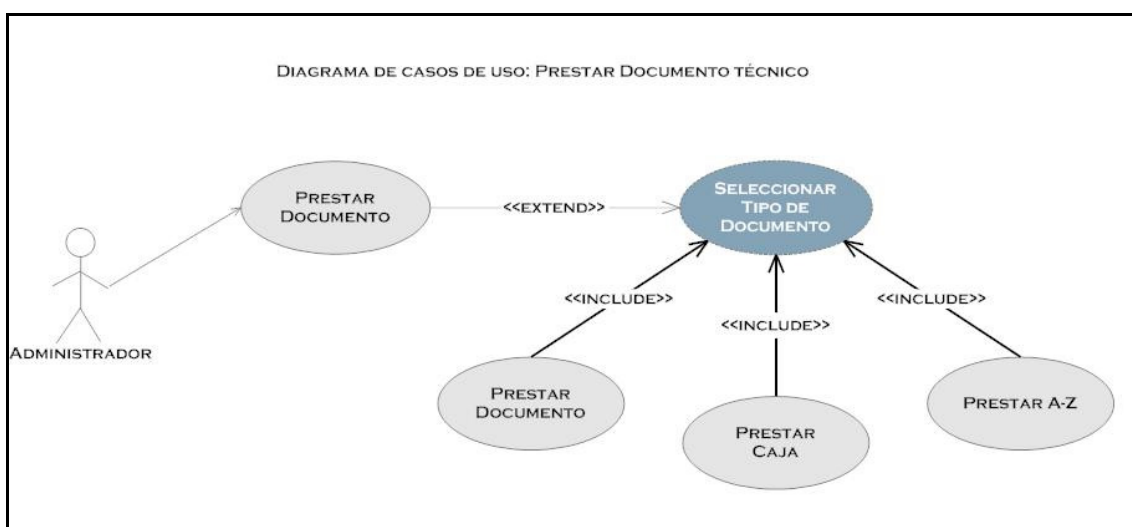 DIAGRAMA DE CASOS DE USO: PRESTAR DOCUMENTO TÉCNICO
PRESTAR
DOCUMENTO
<<EXTEND>>
SELECCIONAR
TIPO DE
DOCUMENTO
ADMINISTRADOR
<<INCLUDE>>
<<INCLUDE>>
<<INCLUDE>>
PRESTAR
DOCUMENTO
PRESTAR
CAJA
PRESTAR A-Z